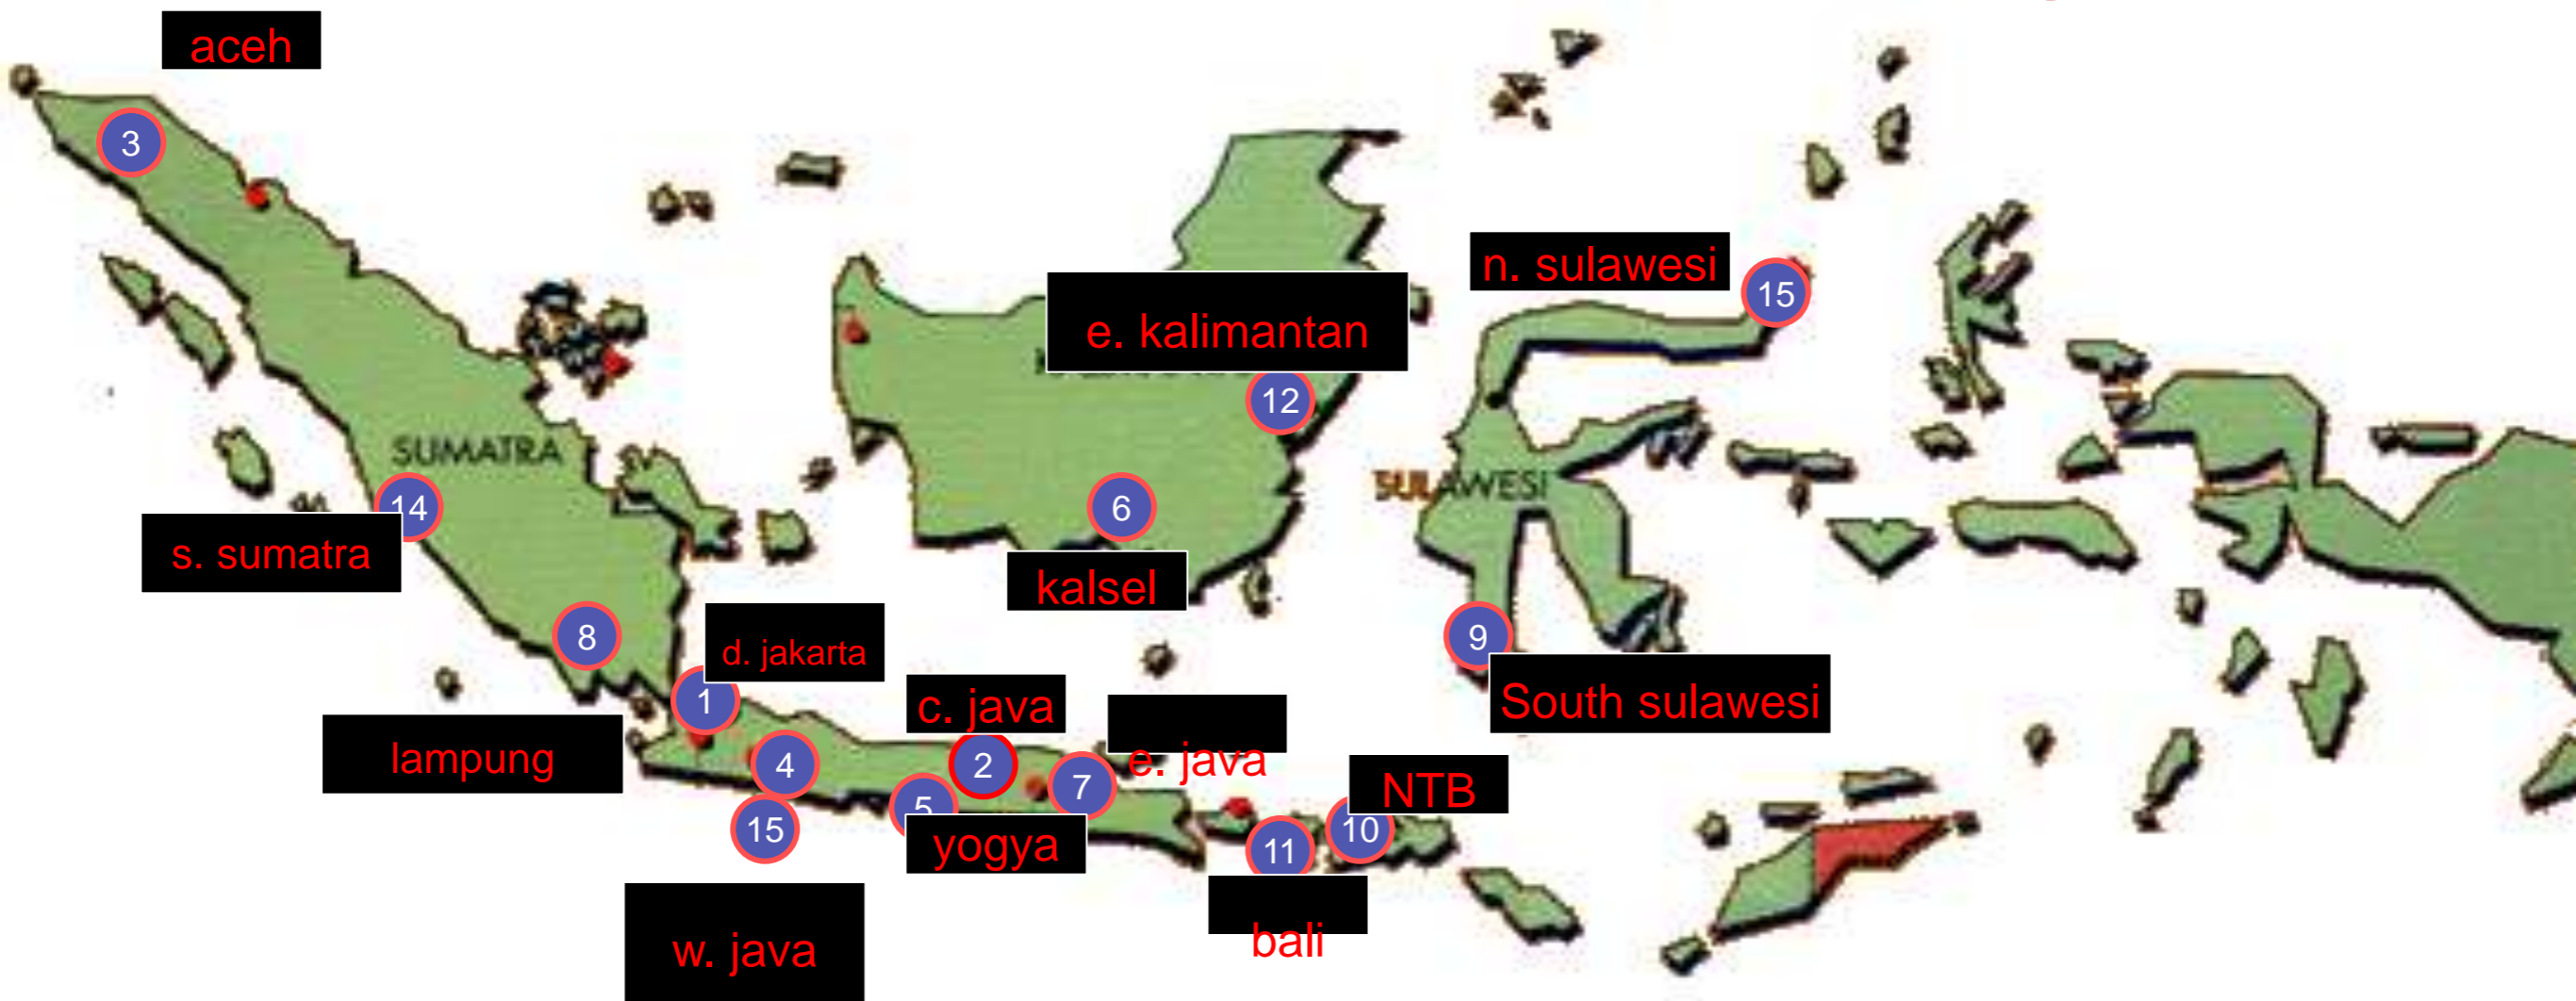 aceh
3
n. sulawesi
15
e. kalimantan
12
SUMATRA
14
s. sumatra
SULAWESI
6
kalsel
8
d. jakarta
1
9
South sulawesi
c. java
lampung
4
2
e. java
7
NTB
5
15
yogya
11
10
w. java
bali